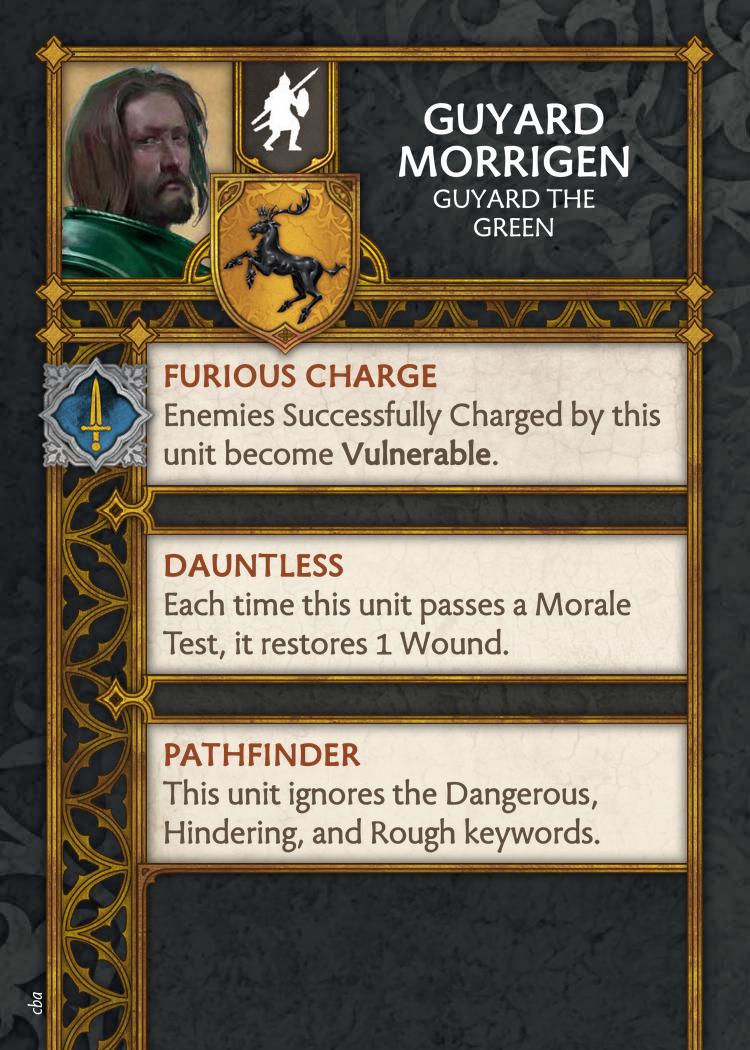 GUYARD
MORRIGEN
GUYARD THE
GREEN
FURIOUS CHARGE
Enemies Successfully Charged by this
unit become Vulnerable.
DAUNTLESS
Each time this unit passes a Morale
Test, it restores 1 Wound.
PATHFINDER
This unit ignores the Dangerous,
Hindering, and Rough keywords.
cba